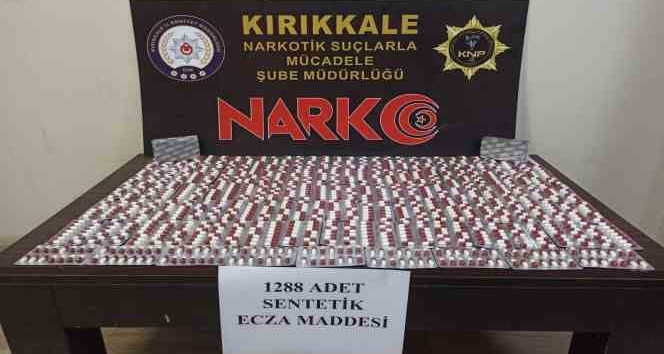 KIRIKKALE
NARKOTİK SUÇLARLA
MÜCADELE
ŞUBE MÜDÜRLÜĞÜ
KNP
NARKO
1288 ADET
SENTETİK
ECZA MADDESİ